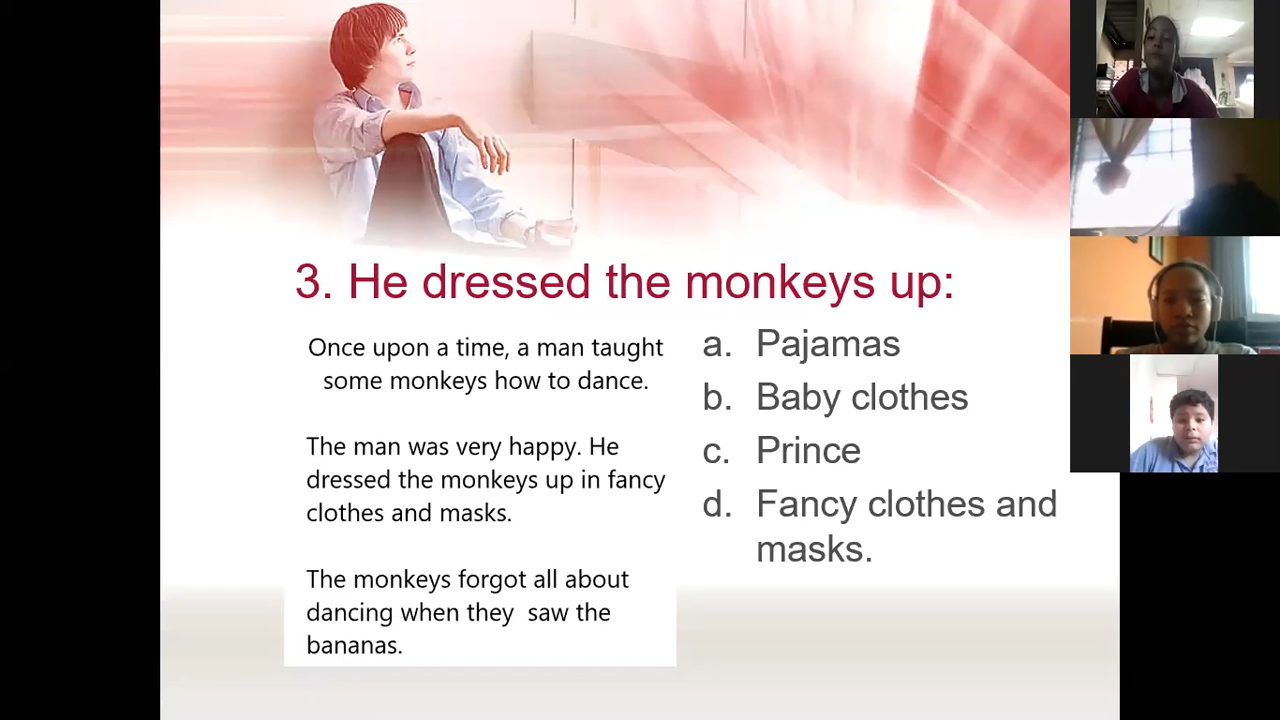 3. He dressed the monkeys up:
Once upon a time, a man taught
some monkeys how to dance.
The man was very happy. He
dressed the monkeys up in fancy
clothes and masks.
The monkeys forgot all about
dancing when they saw the
bananas.
a. Pajamas
b. Baby clothes
c. Prince
d. Fancy clothes and
masks.